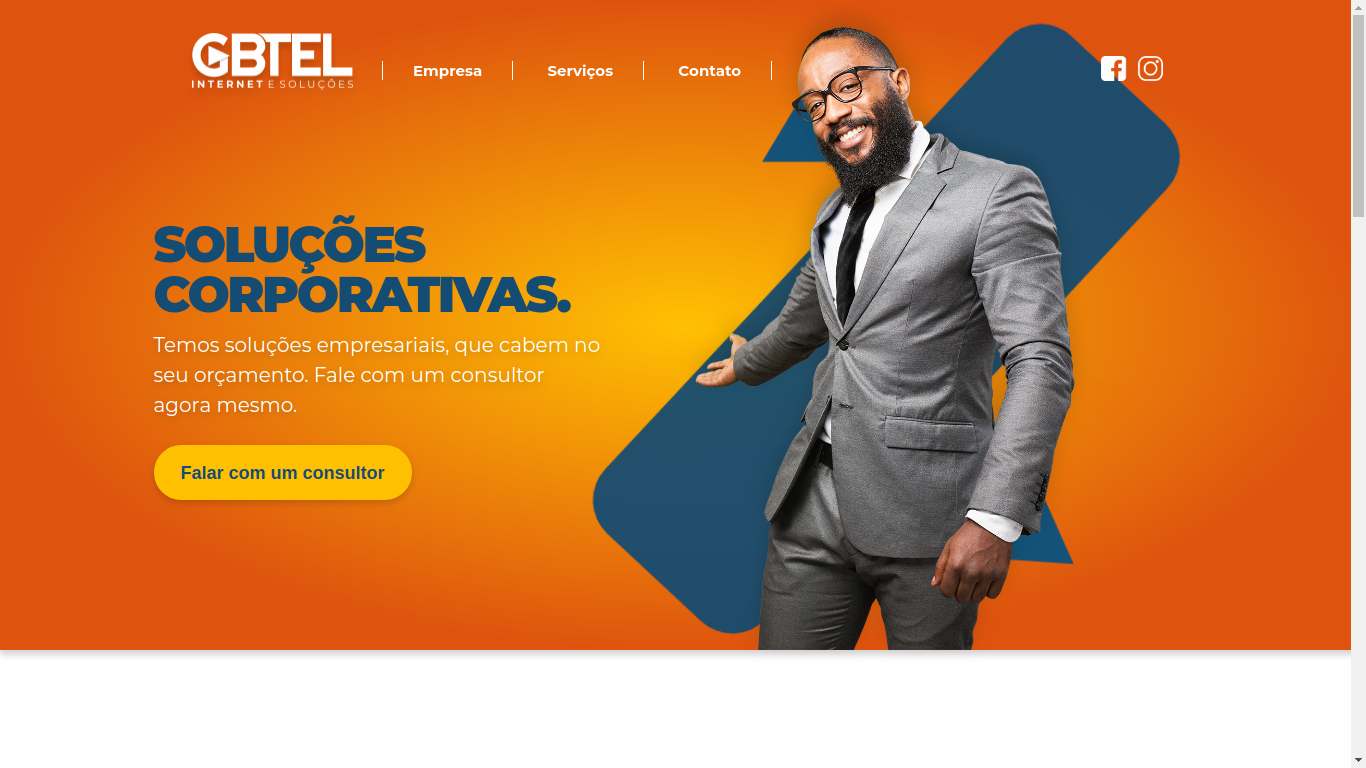 GBTEL
INTERNET E SOLUÇÕES
Empresa
Serviços
Contato
SOLUÇÕES
CORPORATIVAS.
Temos soluções empresariais, que cabem no
seu orçamento. Fale com um consultor
agora mesmo.
Falar com um consultor